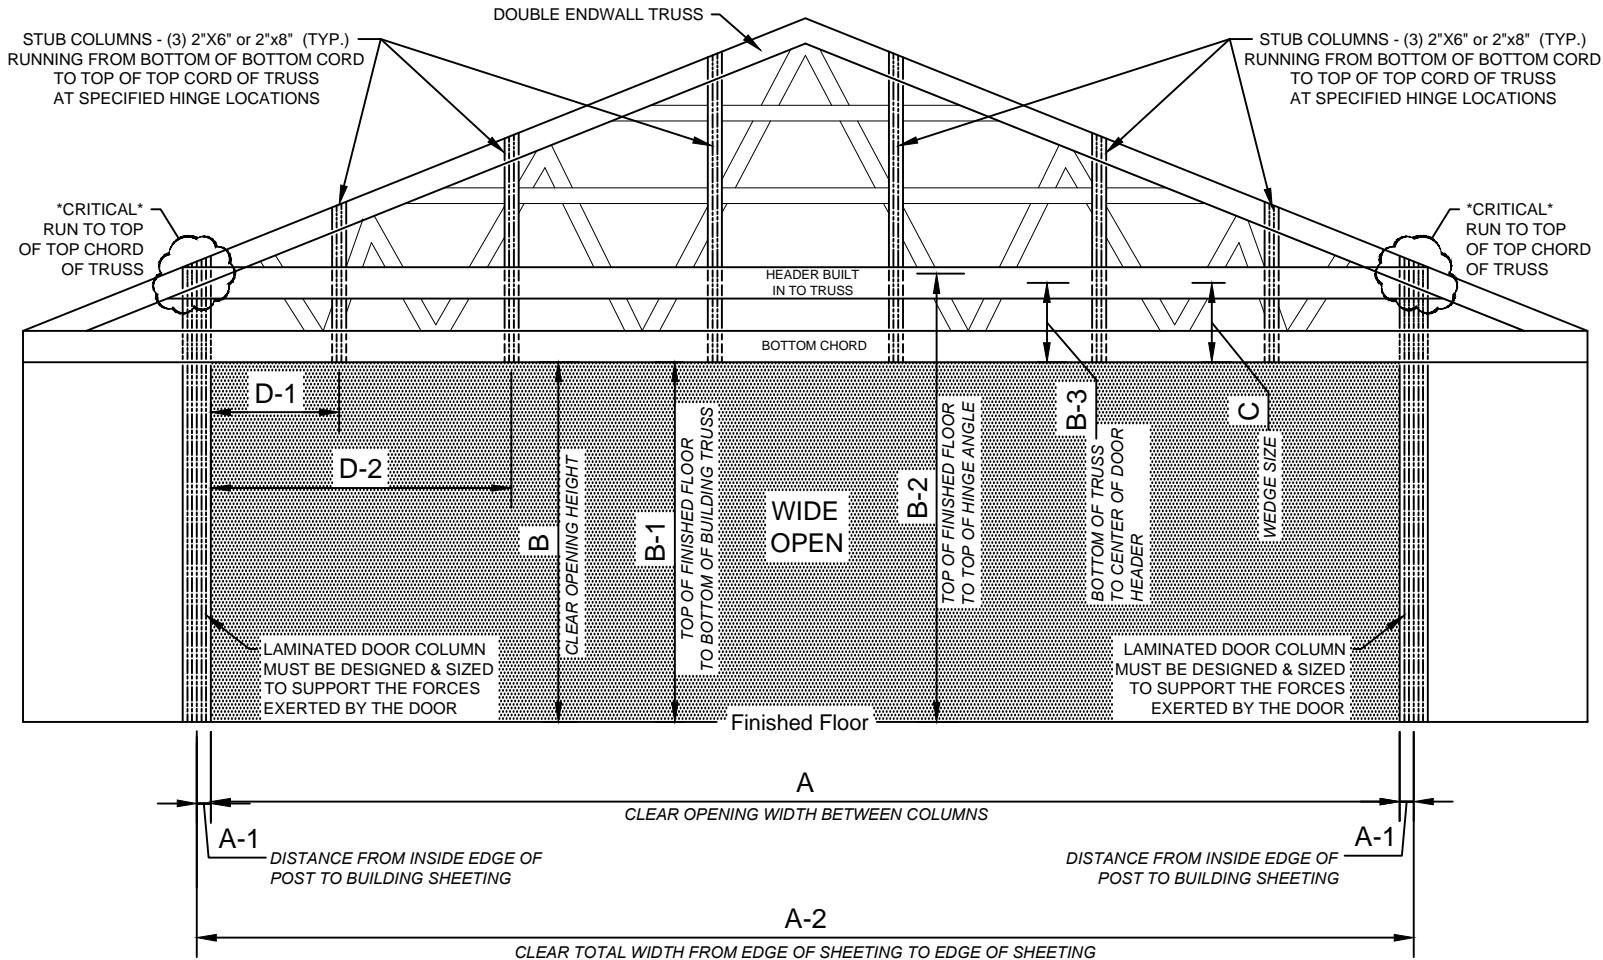 DOUBLE ENDWALL TRUSS
STUB COLUMNS - (3) 2"X6" or 2"x8" (TYP.)
RUNNING FROM BOTTOM OF BOTTOM CORD
TO TOP OF TOP CORD OF TRUSS
AT SPECIFIED HINGE LOCATIONS
STUB COLUMNS - (3) 2"X6" or 2"x8" (TYP.)
RUNNING FROM BOTTOM OF BOTTOM CORD
TO TOP OF TOP CORD OF TRUSS
AT SPECIFIED HINGE LOCATIONS
*CRITICAL*
RUN TO TOP
OF TOP CHORD
OF TRUSS
*CRITICAL*
RUN TO TOP
OF TOP CHORD
OF TRUSS
HEADER BUILT
IN TO TRUSS
BOTTOM CHORD
D-1
D-2
B
CLEAR OPENING HEIGHT
B-1
TOP OF FINISHED FLOOR
TO BOTTOM OF BUILDING TRUSS
WIDE
OPEN
B-2
TOP OF FINISHED FLOOR
TO TOP OF HINGE ANGLE
B-3
BOTTOM OF TRUSS
TO CENTER OF DOOR
HEADER
C
WEDGE SIZE
LAMINATED DOOR COLUMN
MUST BE DESIGNED & SIZED
TO SUPPORT THE FORCES
EXERTED BY THE DOOR
LAMINATED DOOR COLUMN
MUST BE DESIGNED & SIZED
TO SUPPORT THE FORCES
EXERTED BY THE DOOR
Finished Floor
A
CLEAR OPENING WIDTH BETWEEN COLUMNS
A-1
DISTANCE FROM INSIDE EDGE OF
POST TO BUILDING SHEETING
A-1
DISTANCE FROM INSIDE EDGE OF
POST TO BUILDING SHEETING
A-2
CLEAR TOTAL WIDTH FROM EDGE OF SHEETING TO EDGE OF SHEETING